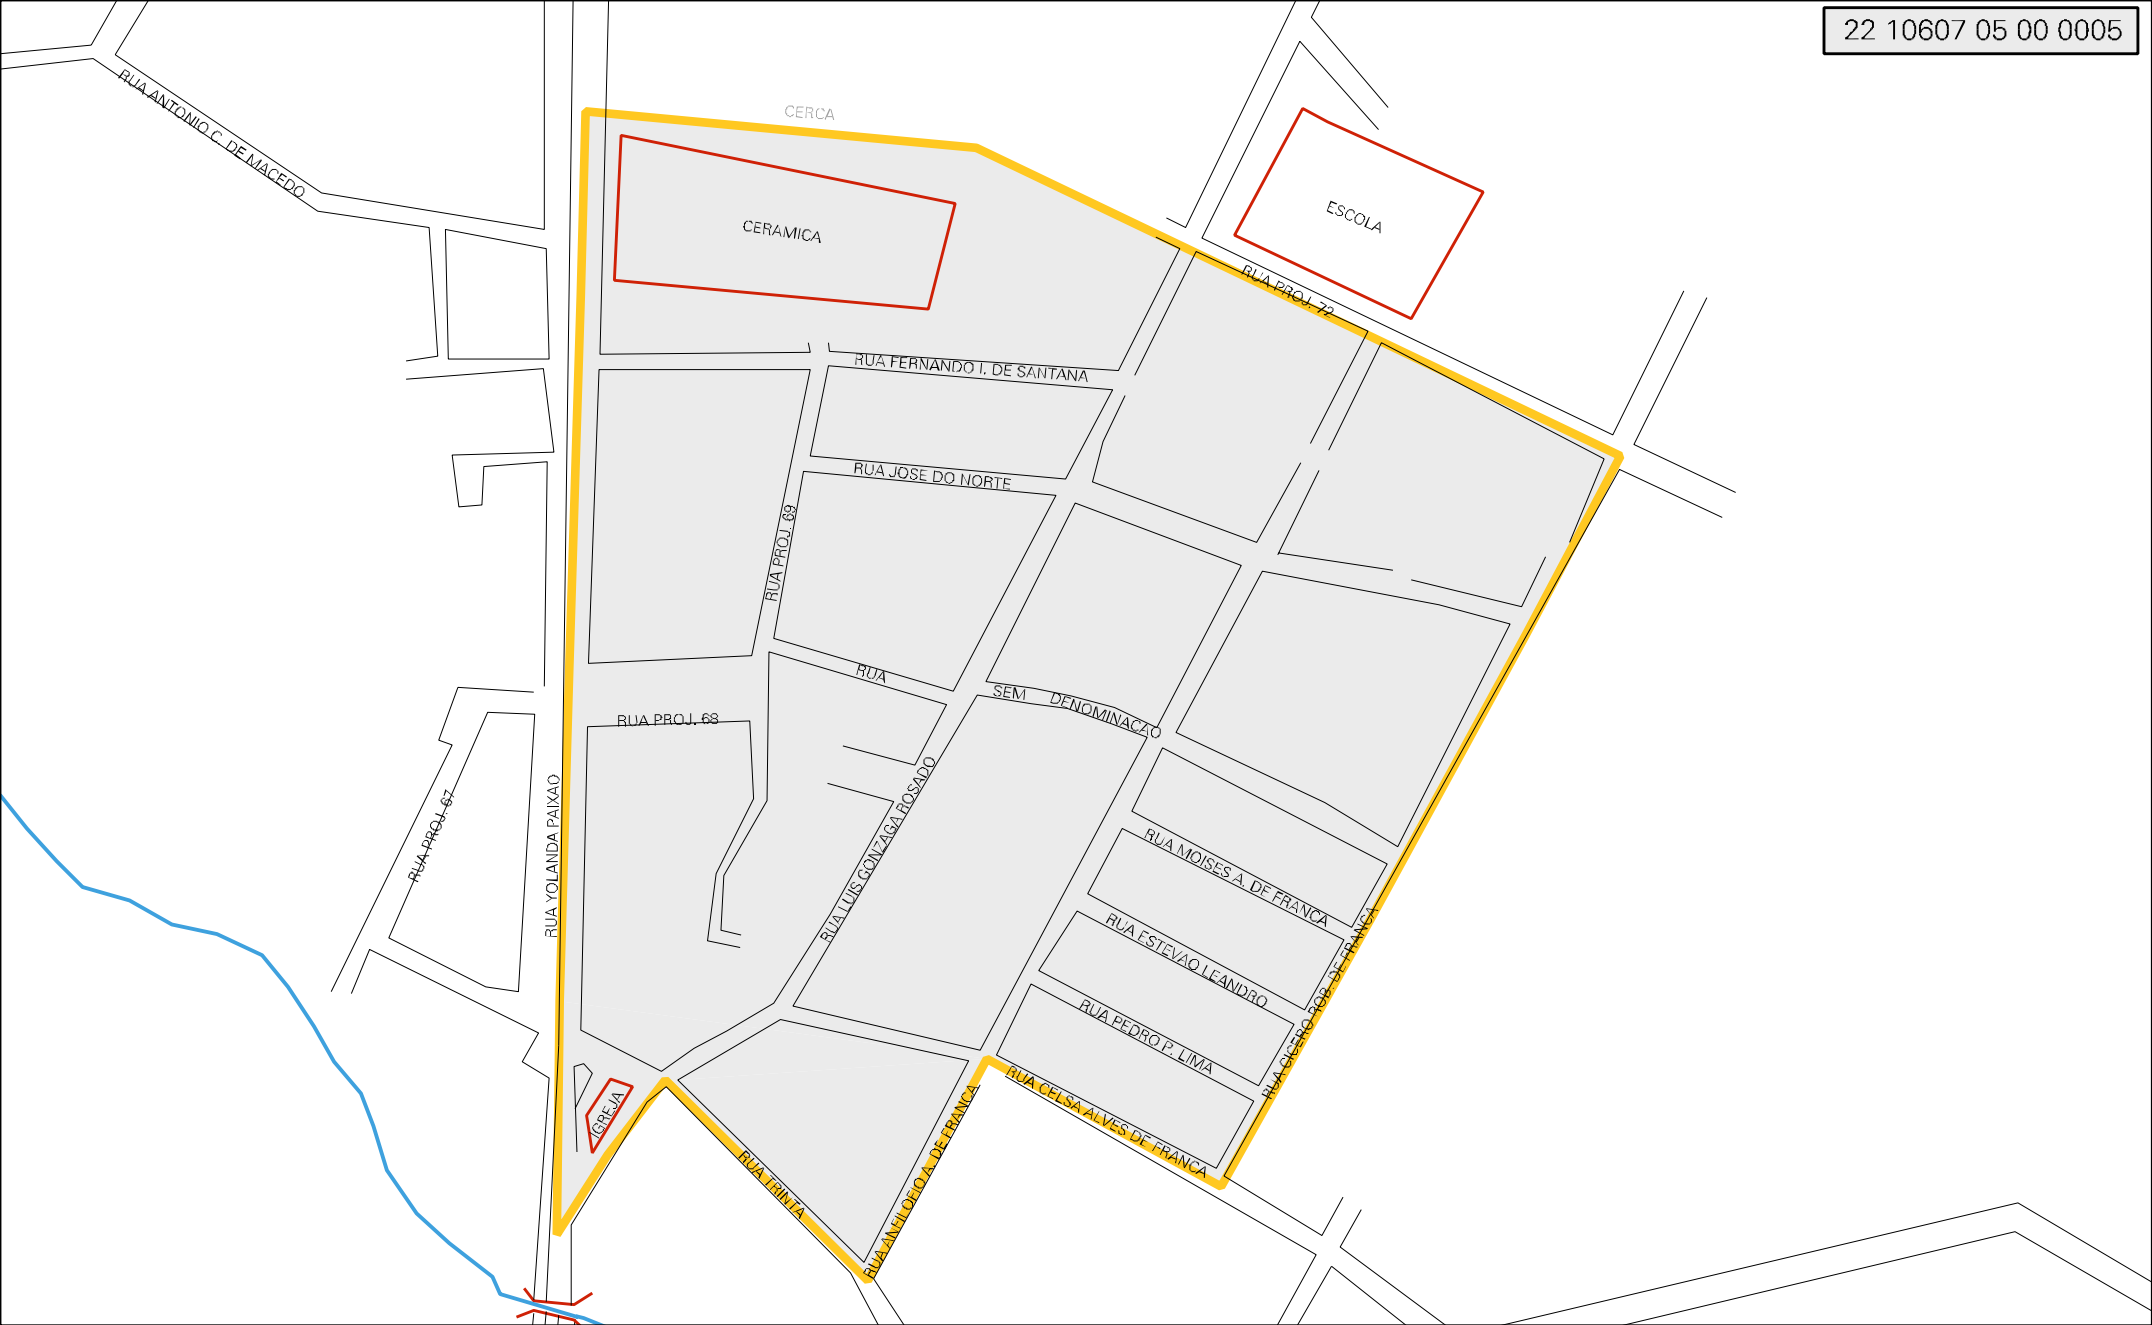 22 10607 05 00 0005
RUA ANTONIO C. DE MACEDO
CERCA
CERAMICA
ESCOLA
RUA PROJ. 72
RUA FERNANDO I. DE SANTANA
RUA JOSE DO NORTE
RUA PROJ. 69
RUA SEM DENOMINACAO
RUA PROJ. 68
RUA PROJ. 67
RUA YOLANDA PAIXAO
RUA LUIS GONZAGA ROSADO
RUA MOISES A. DE FRANCA
RUA ESTEVAO LEANDRO
RUA PEDRO P. LIMA
RUA CICERO ROB. DE FRANCA
RUA CELSA ALVES DE FRANCA
IGREJA
RUA TRINTA
RUA ANFILOFIO A. DE FRANCA